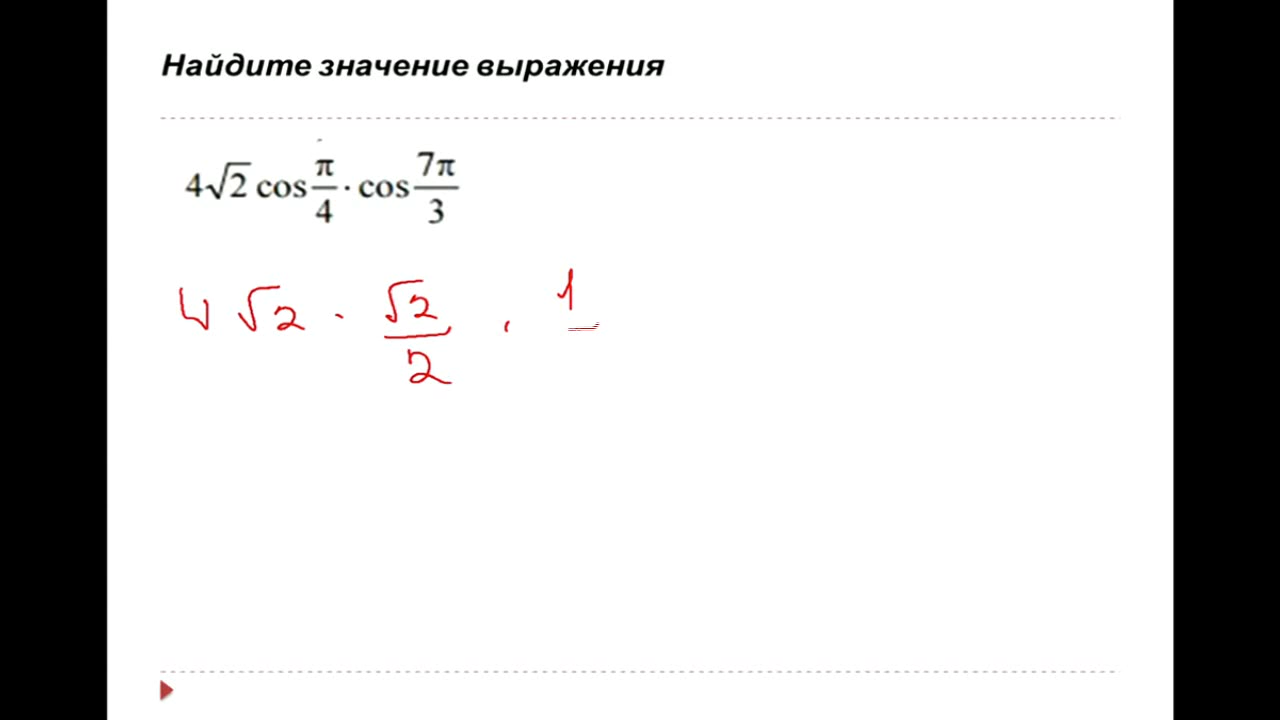 Найдите значение выражения
4√2 cos π/4 · cos 7π/3
4 √2 · √2/2 · 1